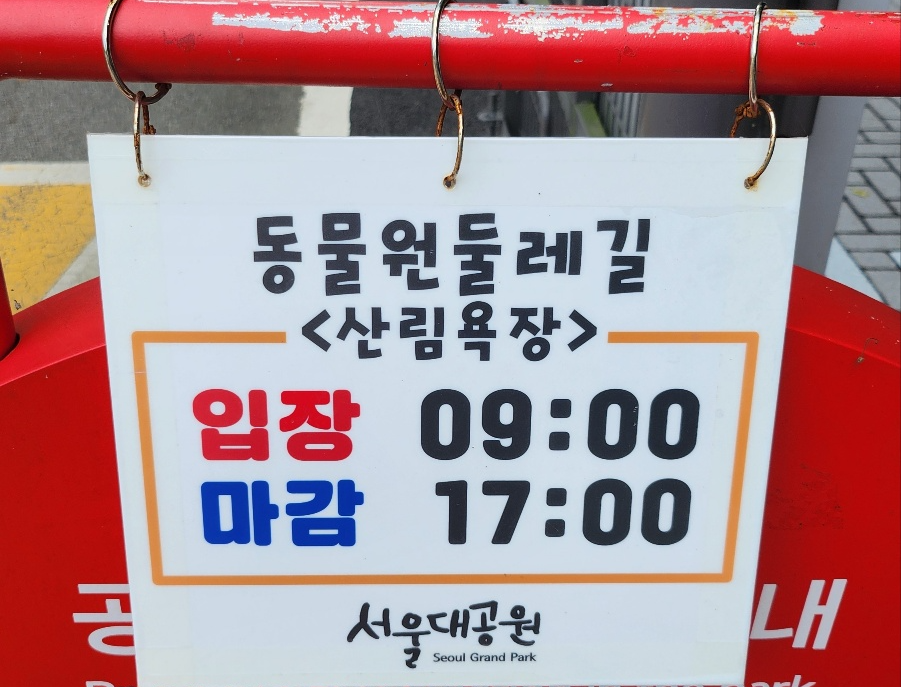 동물원둘레길
<산림욕장>
입장 09:00
마감 17:00
서울대공원
Seoul Grand Park
내